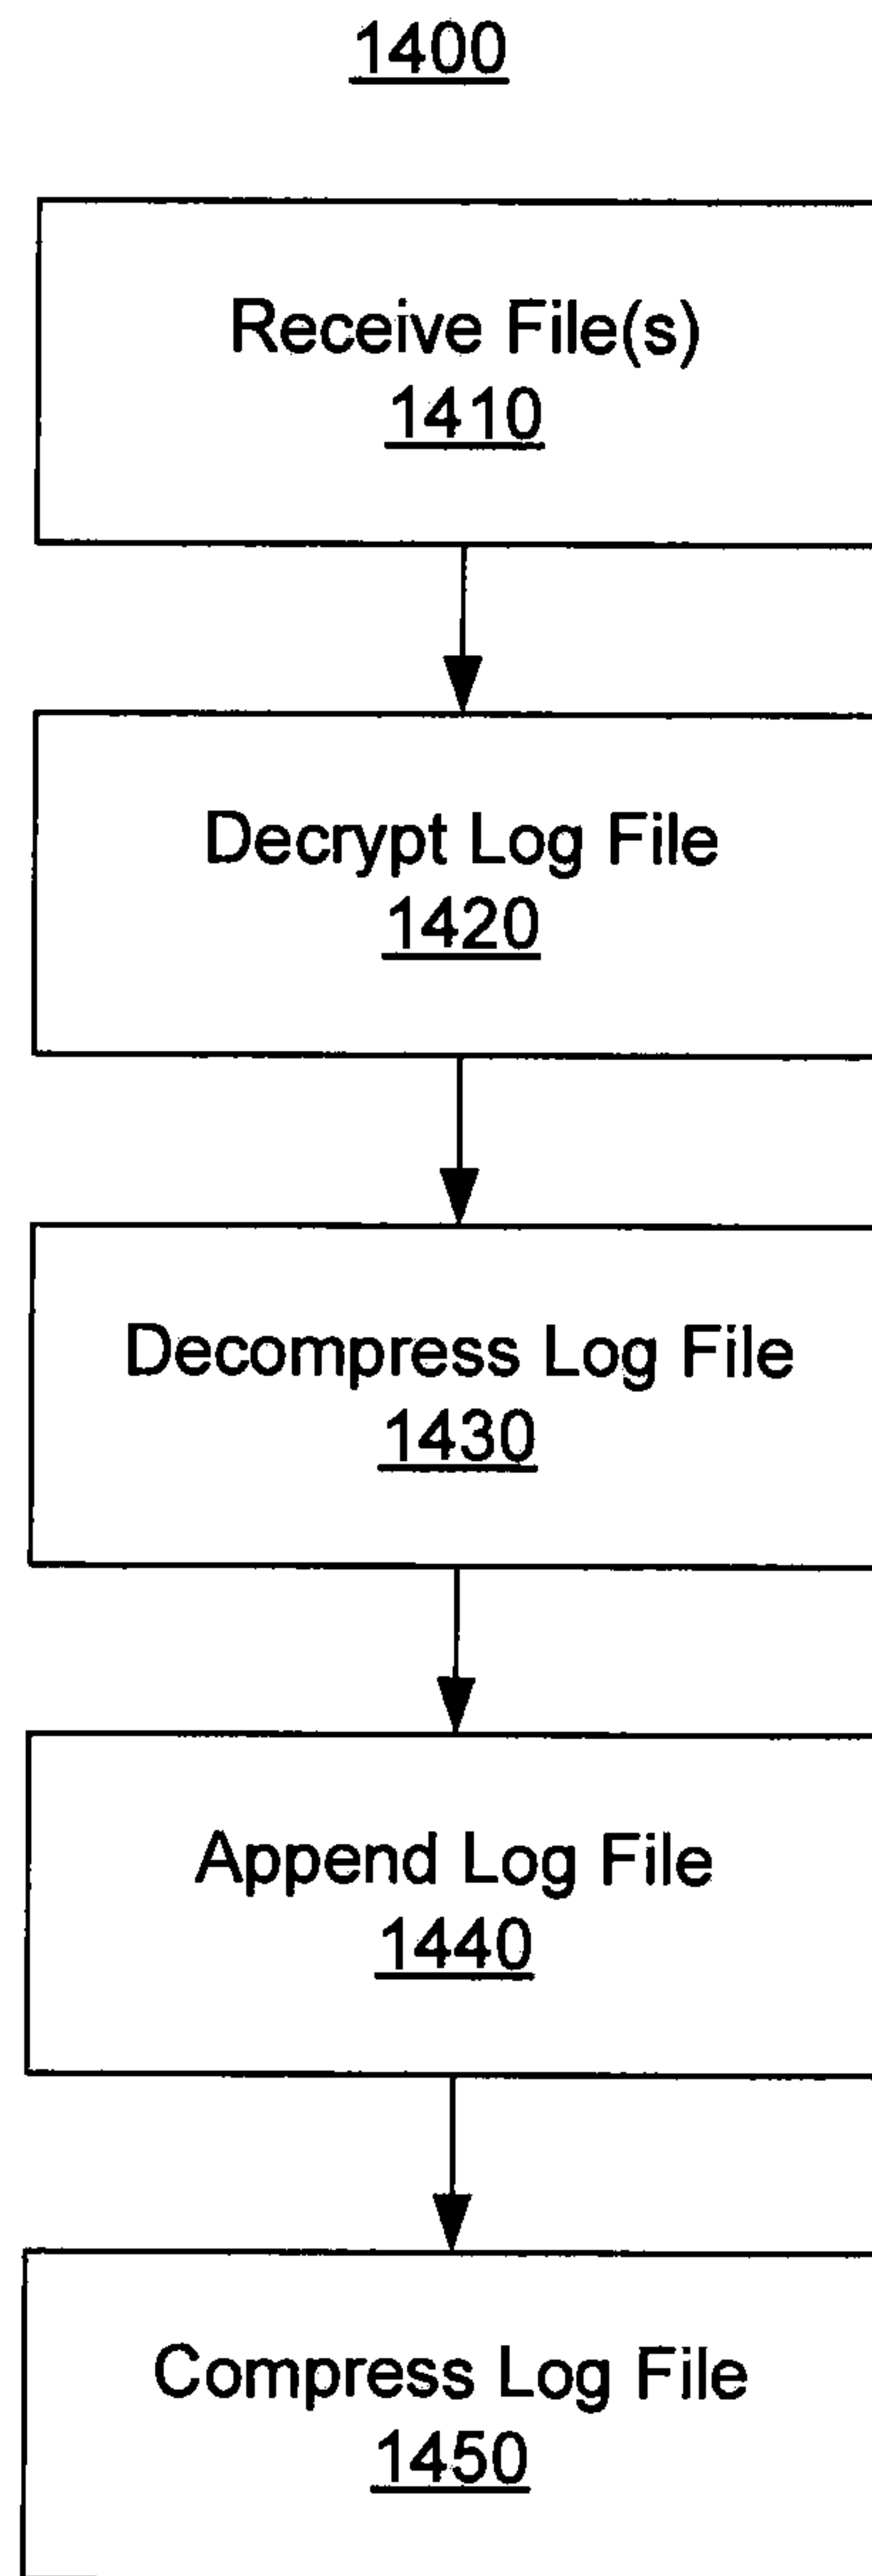 1400
Receive File(s)
1410
Decrypt Log File
1420
Decompress Log File
1430
Append Log File
1440
Compress Log File
1450